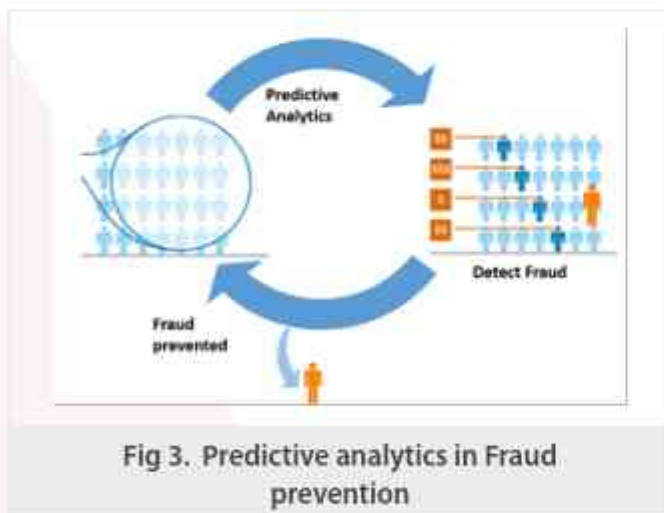 Predictive
Analytics
Detect Fraud
Fraud
prevented
Fig 3. Predictive analytics in Fraud
prevention